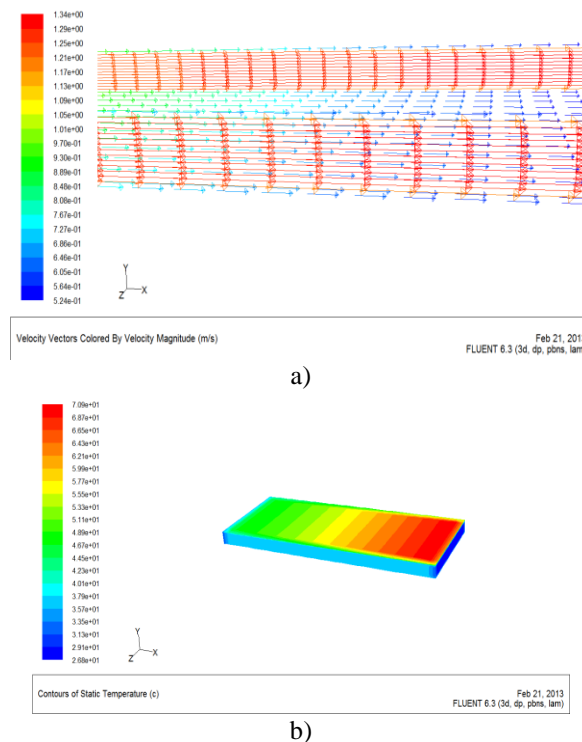 1.34e+00
1.29e+00
1.25e+00
1.21e+00
1.17e+00
1.13e+00
1.09e+00
1.05e+00
1.01e+00
9.70e-01
9.30e-01
8.89e-01
8.48e-01
8.08e-01
7.67e-01
7.27e-01
6.86e-01
6.46e-01
6.05e-01
5.64e-01
5.24e-01
Y
Z X
Velocity Vectors Colored By Velocity Magnitude (m/s)
Feb 21, 2013
FLUENT 6.3 (3d, dp, pbns, lam
a)
7.09e+01
6.87e+01
6.65e+01
6.43e+01
6.21e+01
5.99e+01
5.77e+01
5.55e+01
5.33e+01
5.11e+01
4.89e+01
4.67e+01
4.45e+01
4.23e+01
4.01e+01
3.79e+01
3.57e+01
3.35e+01
3.13e+01
2.91e+01
2.68e+01
Y
Z X
Contours of Static Temperature (c)
Feb 21, 2013
FLUENT 6.3 (3d, dp, pbns, lam)
b)